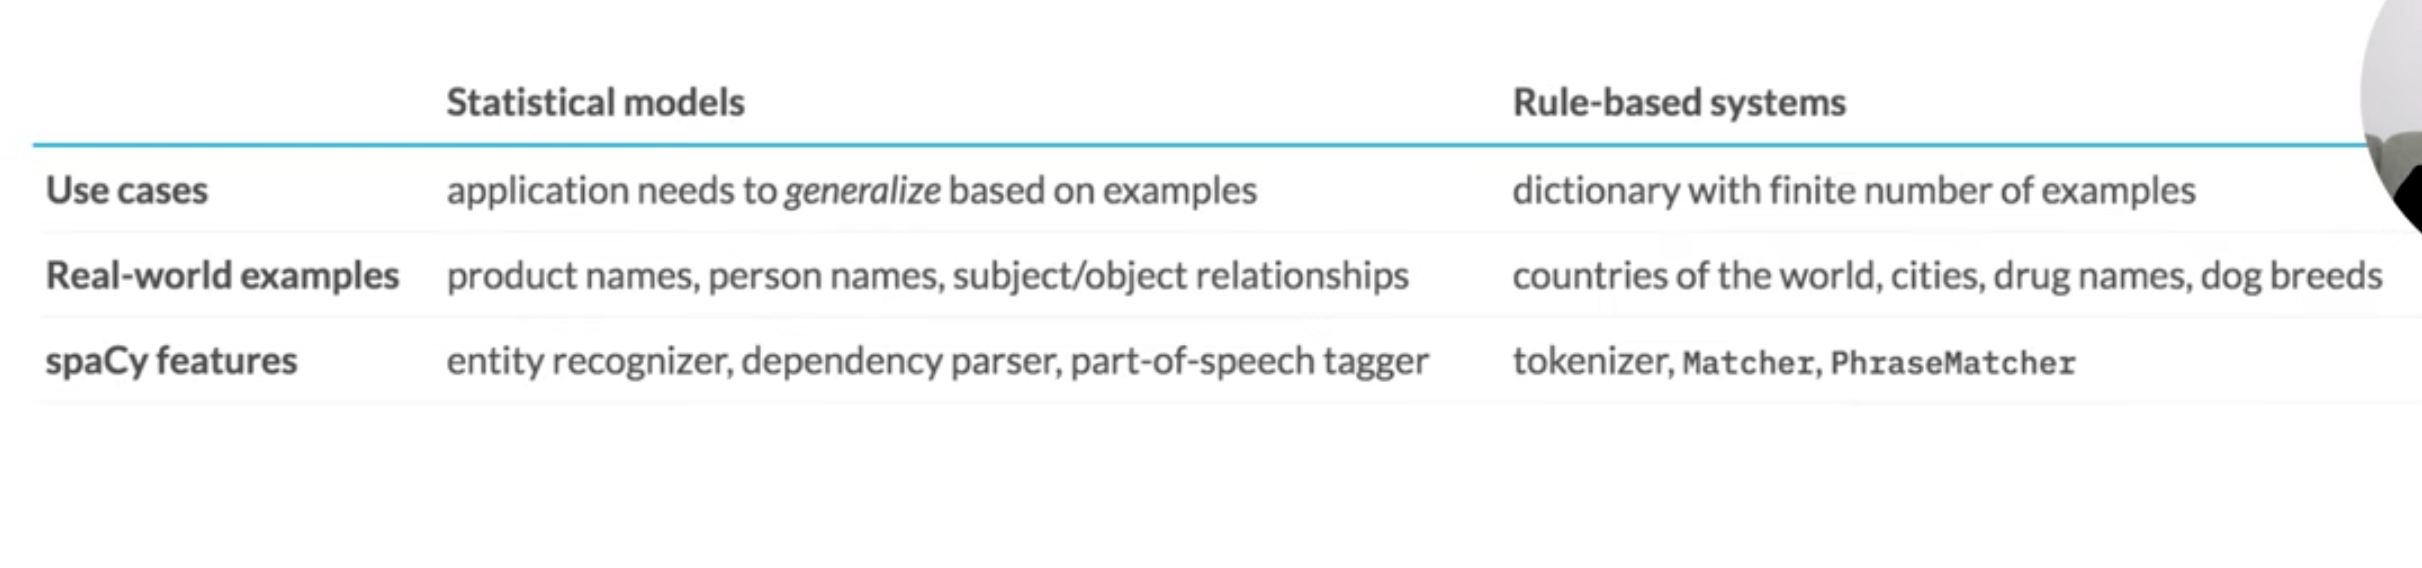 Statistical models Rule-based systems
Use cases application needs to generalize based on examples dictionary with finite number of examples
Real-world examples product names, person names, subject/object relationships countries of the world, cities, drug names, dog breeds
spaCy features entity recognizer, dependency parser, part-of-speech tagger tokenizer, Matcher, PhraseMatcher